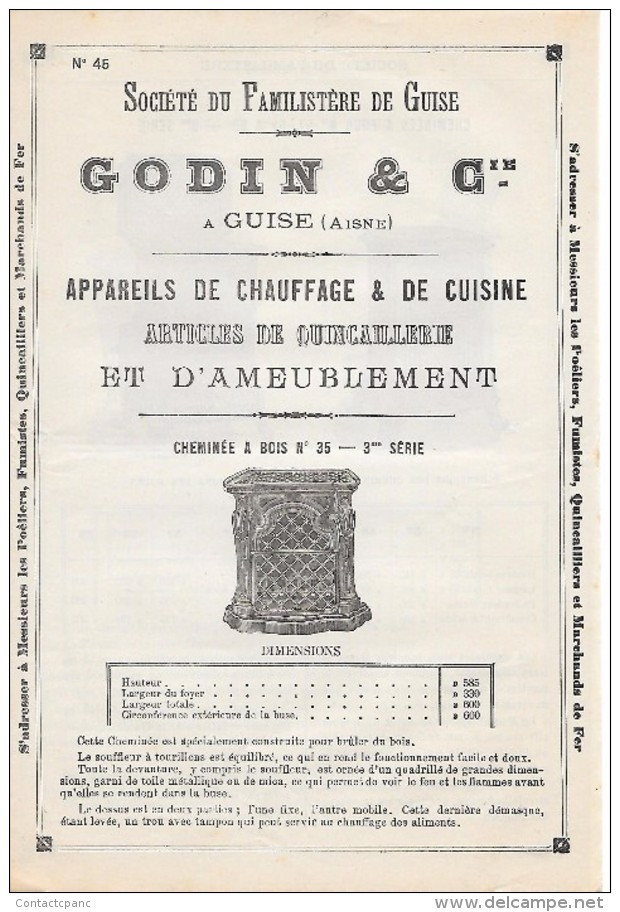 N° 45
SOCIÉTÉ DU FAMILISTÈRE DE GUISE
GODIN & CIE
A GUISE (AISNE)
APPAREILS DE CHAUFFAGE & DE CUISINE
ARTICLES DE QUINCAILLERIE
ET D'AMEUBLEMENT
CHEMINÉE A BOIS N° 35 — 3me SÉRIE
DIMENSIONS
Hauteur . . . . . . . . . . . . . . . . » 585
Largeur du foyer . . . . . . . . . . . . . » 330
Largeur totale . . . . . . . . . . . . . . » 600
Circonférence extérieure de la buse, . . . . . . . » 600
Cette Cheminée est spécialement construite pour brûler du bois.
Le souffleur à tourillons est équilibré, ce qui en rend le fonctionnement facile et doux.
Toute la devanture, y compris le souffleur, est ornée d'un quadrillé de grandes dimen-
sions, garni de toile métallique ou de mica, ce qui permet de voir le feu et les flammes avant
qu'elles se rendent dans la buse.
Le dessus est en deux parties ; l'une fixe, l'autre mobile. Cette dernière démasque,
étant levée, un trou avec tampon qui peut servir au chauffage des aliments.
S'adresser à Messieurs les Poêliers, Fumistes, Quincailliers et Marchands de Fer
S'adresser à Messieurs les Poêliers, Fumistes, Quincailliers et Marchands de Fer
Contactcpanc
www.delcampe.net